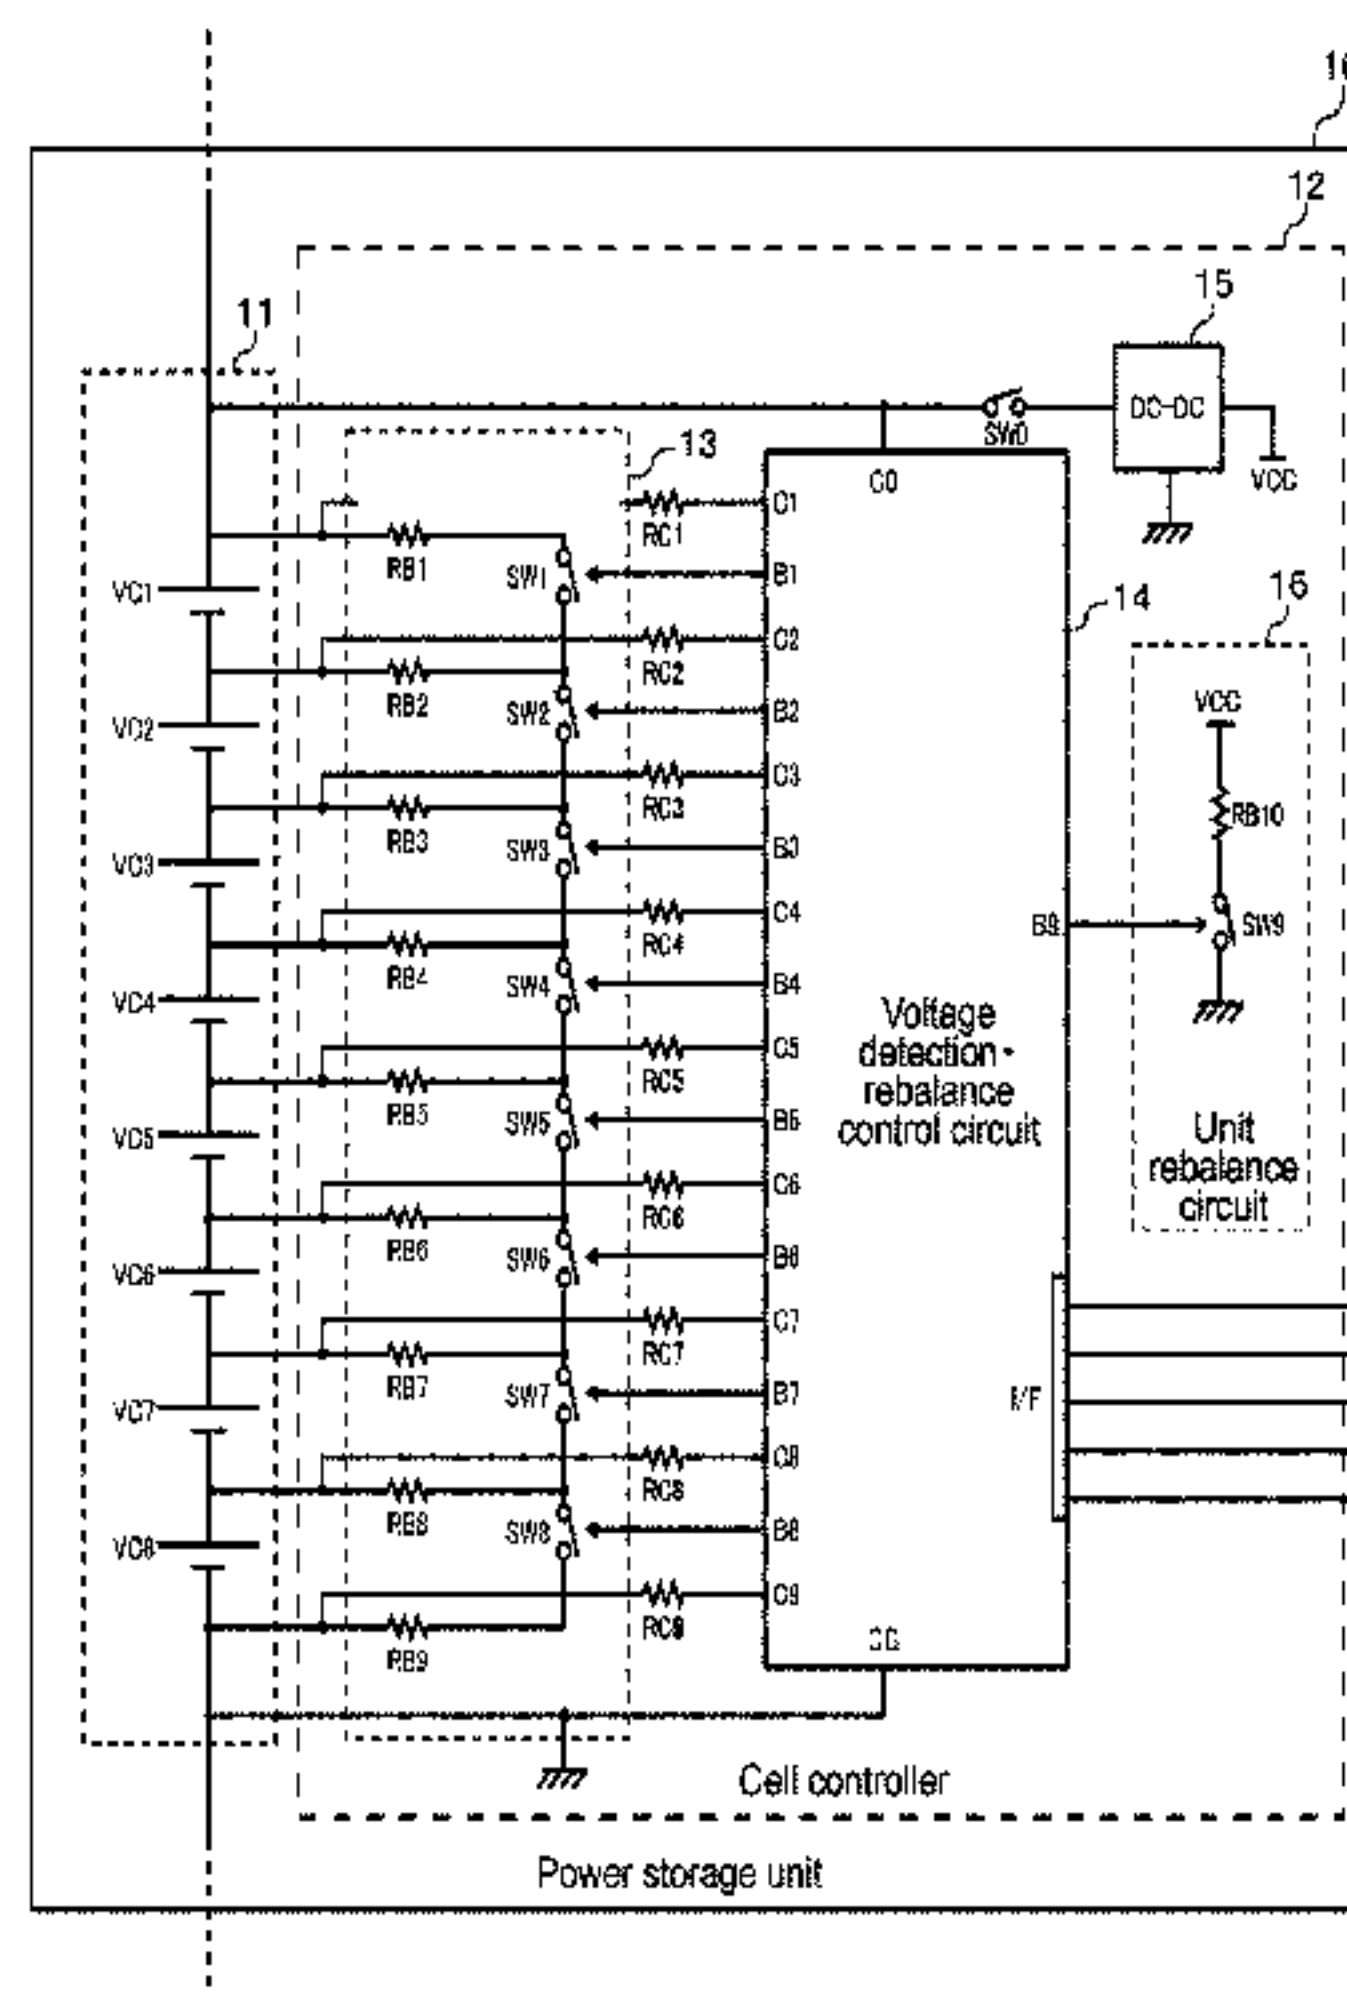 12
15
11
DC-DC
SW0
13
VCC
C0
C1
RC1
RB1
SW1
B1
VC1
14
16
C2
RC2
RB2
SW2
B2
VC2
VCC
C3
RC3
RB3
SW3
B3
VC3
RB10
C4
RC4
RB4
SW4
B4
VC4
B9
SW9
Voltage
detection·
rebalance
control circuit
C5
RC5
RB5
SW5
B5
VC5
Unit
rebalance
circuit
C6
RC6
RB6
SW6
B6
VC6
C7
RC7
RB7
SW7
B7
VC7
I/F
C8
RC8
RB8
SW8
B8
VC8
C9
RC9
RB9
Cell controller
Power storage unit